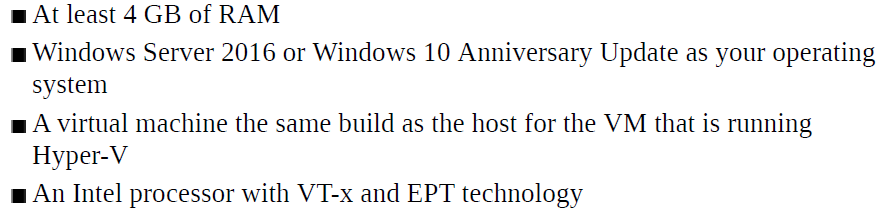 ■ At least 4 GB of RAM
■ Windows Server 2016 or Windows 10 Anniversary Update as your operating
system
■ A virtual machine the same build as the host for the VM that is running
Hyper-V
■ An Intel processor with VT-x and EPT technology